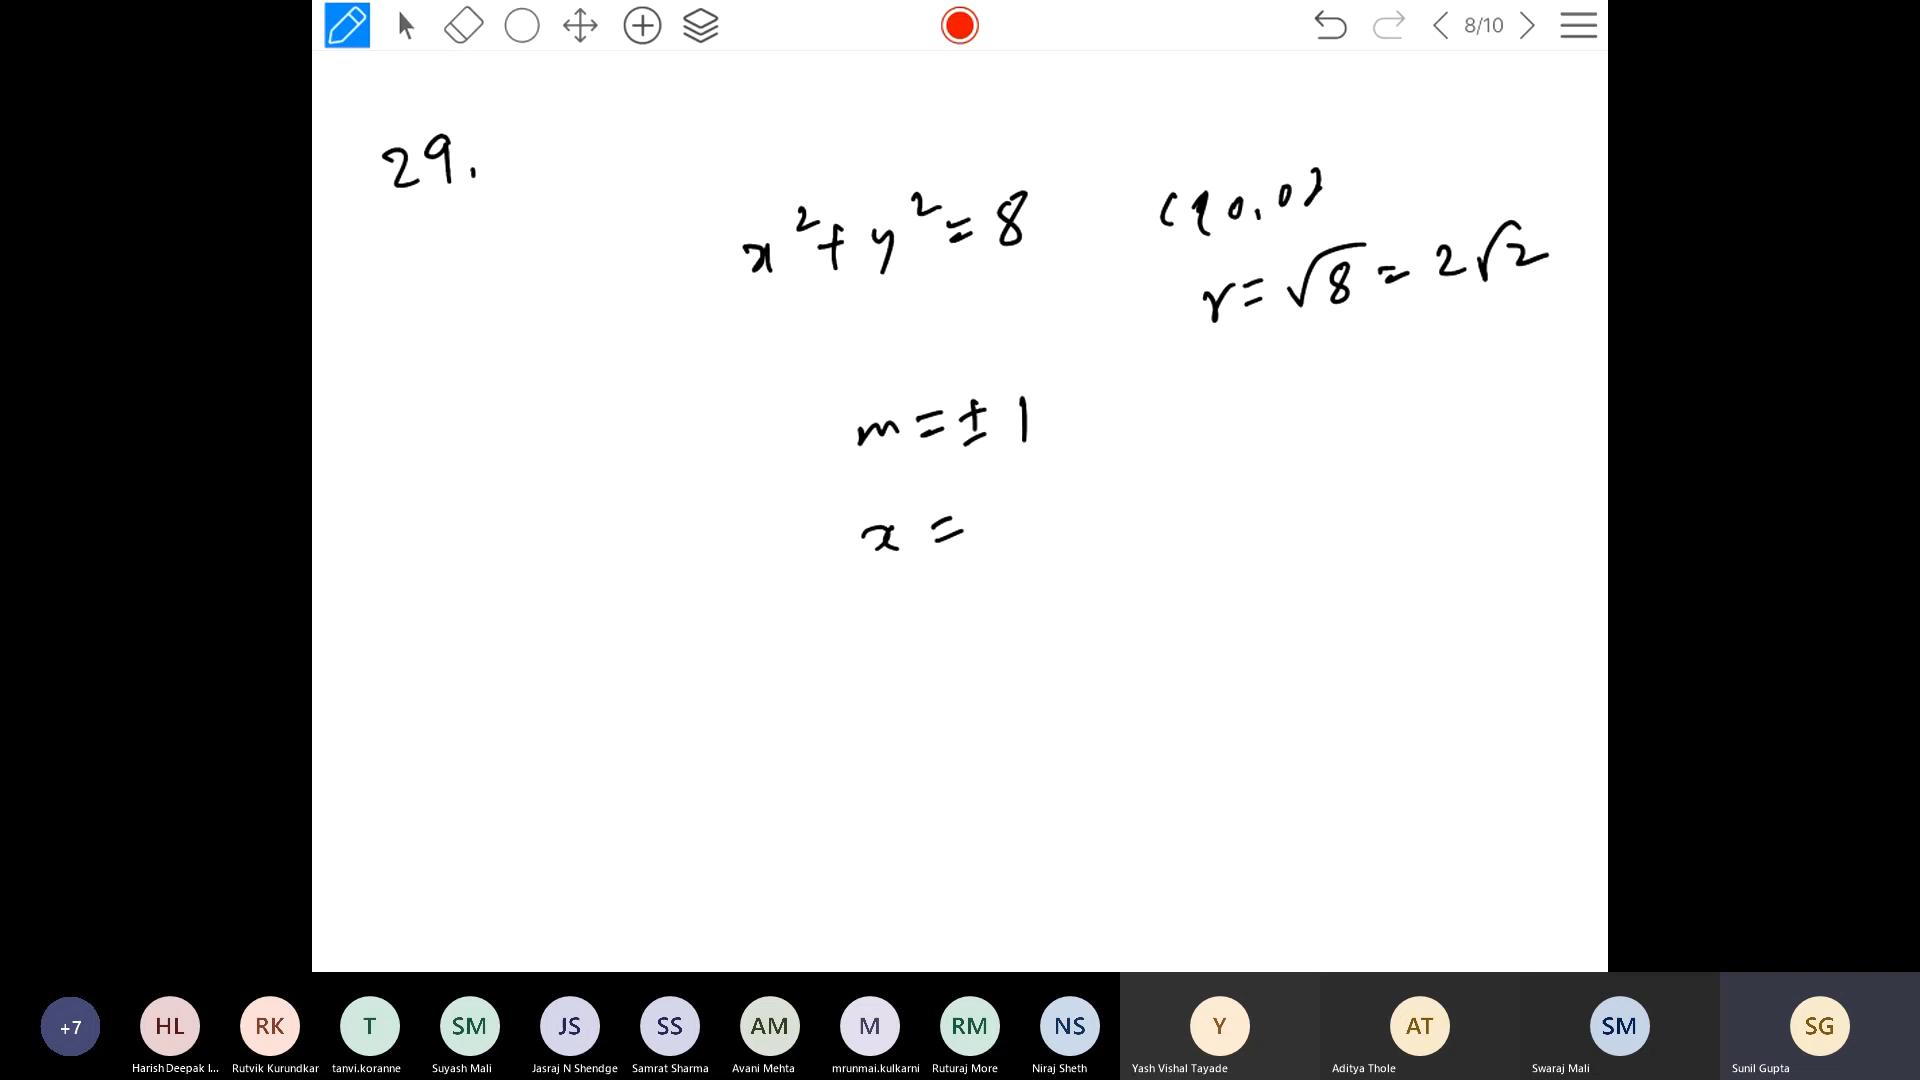 8/10
29.
x² + y² = 8
(0,0)
r = √8 = 2√2
m = ± 1
x =
+7
HL
RK
T
SM
JS
SS
AM
M
RM
NS
Y
AT
SM
SG
Harish Deepak I...
Rutvik Kurundkar
tanvi.koranne
Suyash Mali
Jasraj N Shendge
Samrat Sharma
Avani Mehta
mrunmai.kulkarni
Ruturaj More
Niraj Sheth
Yash Vishal Tayade
Aditya Thole
Swaraj Mali
Sunil Gupta